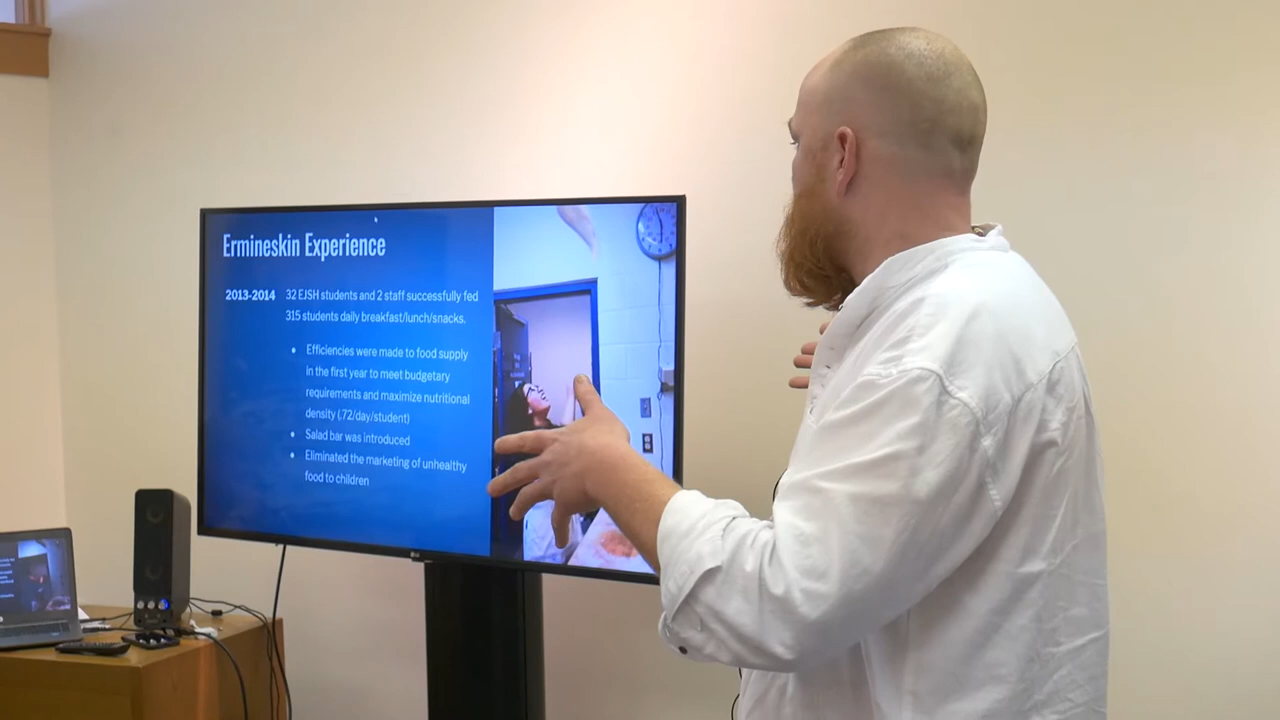 Ermineskin Experience
2013-2014 32 EJSH students and 2 staff successfully fed
315 students daily breakfast/lunch/snacks.
• Efficiencies were made to food supply
in the first year to meet budgetary
requirements and maximize nutritional
density (.72/day/student)
• Salad bar was introduced
• Eliminated the marketing of unhealthy
food to children
LG